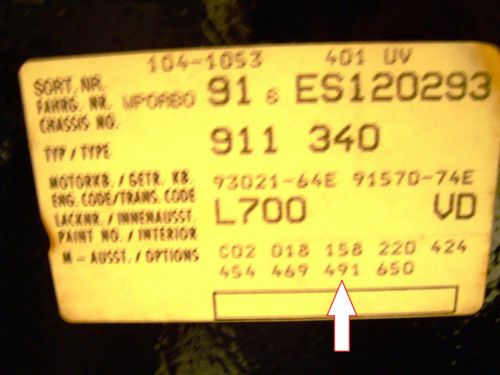 104-1053 401 UV
SORT. NR.
FAHRG. NR. WPOABO 91 6 ES120293
CHASSIS NO.
TYP / TYPE 911 340
MOTORKB. / GETR. KB. 93021-64E 91570-74E
ENG. CODE/TRANS. CODE
LACKNR. / INNENAUSST. L700 VD
PAINT NO. / INTERIOR
M - AUSST. / OPTIONS C02 018 158 220 424
454 469 491 650